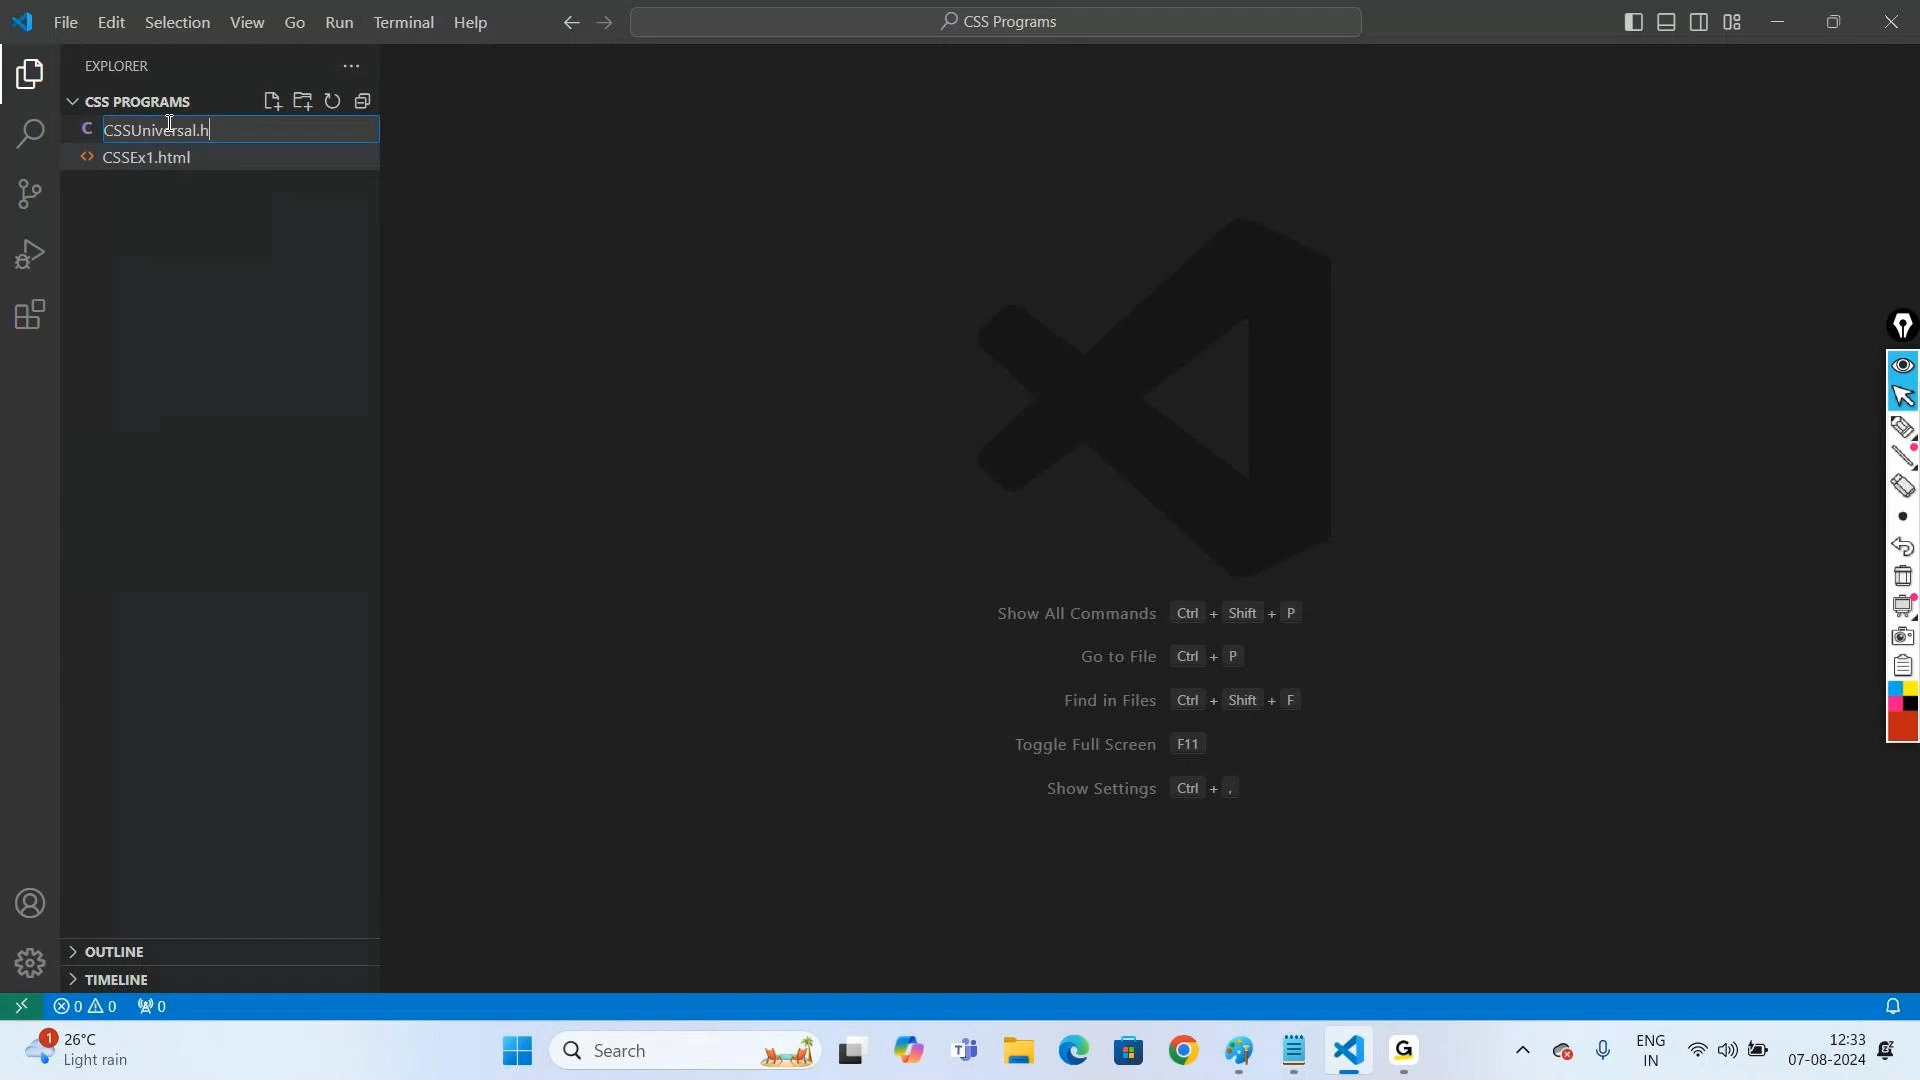 File Edit Selection View Go Run Terminal Help
CSS Programs
EXPLORER
CSS PROGRAMS
C CSSUniversal.h
<> CSSEx1.html
Show All Commands Ctrl + Shift + P
Go to File Ctrl + P
Find in Files Ctrl + Shift + F
Toggle Full Screen F11
Show Settings Ctrl + ,
OUTLINE
TIMELINE
0 0 0
1
26°C
Light rain
Search
ENG
IN
12:33
07-08-2024